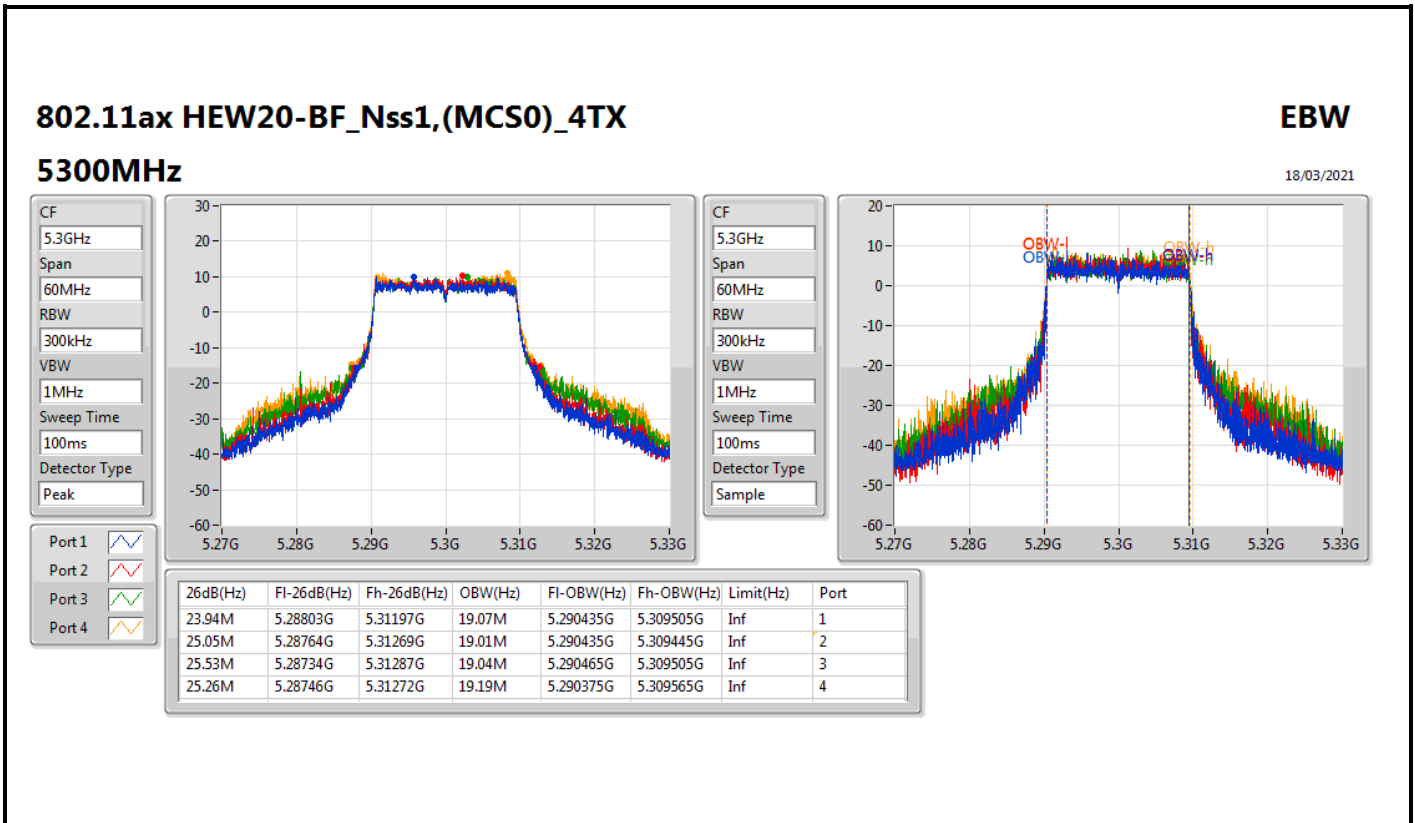 802.11ax HEW20-BF_Nss1,(MCS0)_4TX
EBW
5300MHz
18/03/2021
CF
5.3GHz
Span
60MHz
RBW
300kHz
VBW
1MHz
Sweep Time
100ms
Detector Type
Peak
30
20
10
0
-10
-20
-30
-40
-50
-60
5.27G 5.28G 5.29G 5.3G 5.31G 5.32G 5.33G
CF
5.3GHz
Span
60MHz
RBW
300kHz
VBW
1MHz
Sweep Time
100ms
Detector Type
Sample
20
10
0
-10
-20
-30
-40
-50
-60
OBW-l
OBW-h
OBW-h
5.27G 5.28G 5.29G 5.3G 5.31G 5.32G 5.33G
Port 1
Port 2
Port 3
Port 4
26dB(Hz) Fl-26dB(Hz) Fh-26dB(Hz) OBW(Hz) Fl-OBW(Hz) Fh-OBW(Hz) Limit(Hz) Port
23.94M 5.28803G 5.31197G 19.07M 5.290435G 5.309505G Inf 1
25.05M 5.28764G 5.31269G 19.01M 5.290435G 5.309445G Inf 2
25.53M 5.28734G 5.31287G 19.04M 5.290465G 5.309505G Inf 3
25.26M 5.28746G 5.31272G 19.19M 5.290375G 5.309565G Inf 4